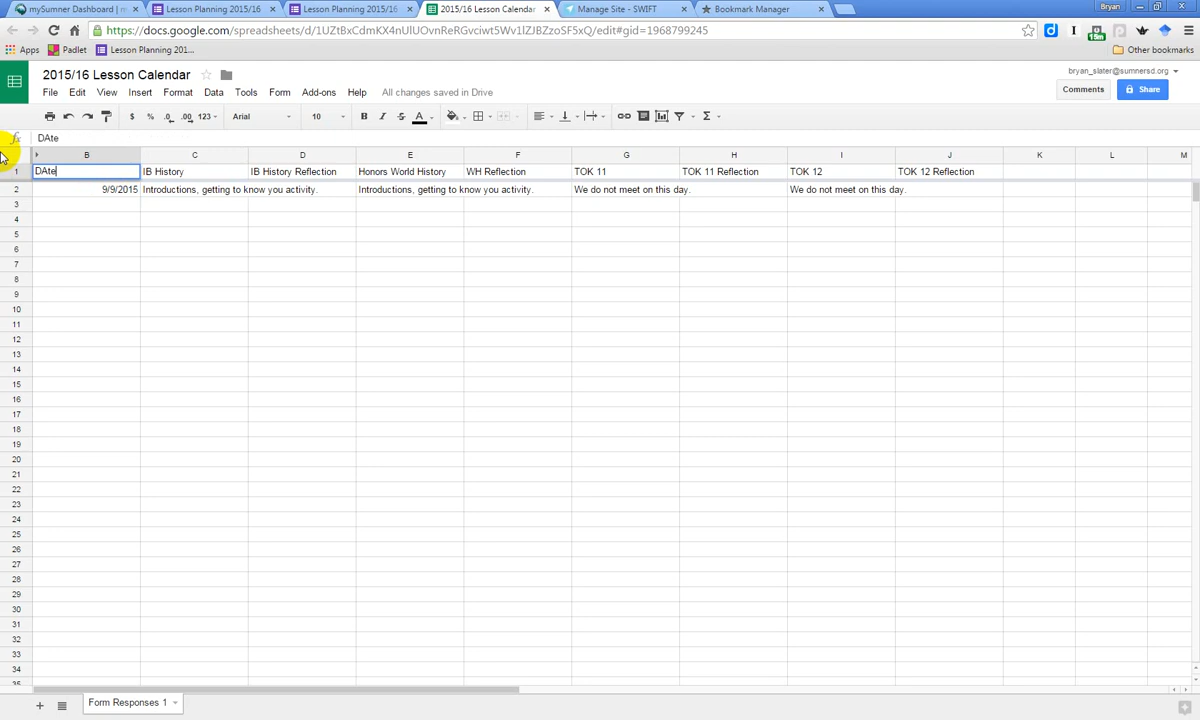 mySumner Dashboard | m
Lesson Planning 2015/16
Lesson Planning 2015/16
2015/16 Lesson Calendar
Manage Site - SWIFT
Bookmark Manager
Bryan
https://docs.google.com/spreadsheets/d/1UZtBxCdmKX4nUlUOvnReRGvciwt5Wv1lZJBZzoSF5xQ/edit#gid=1968799245
Apps Padlet Lesson Planning 201... Other bookmarks
2015/16 Lesson Calendar
bryan_slater@sumnersd.org
File Edit View Insert Format Data Tools Form Add-ons Help All changes saved in Drive
Comments Share
$ % .0 .00 123 Arial 10 B I S A Σ
fx DAte
B C D E F G H I J K L M
1 DAte IB History IB History Reflection Honors World History WH Reflection TOK 11 TOK 11 Reflection TOK 12 TOK 12 Reflection
2 9/9/2015 Introductions, getting to know you activity. Introductions, getting to know you activity. We do not meet on this day. We do not meet on this day.
3
4
5
6
7
8
9
10
11
12
13
14
15
16
17
18
19
20
21
22
23
24
25
26
27
28
29
30
31
32
33
34
35
Form Responses 1